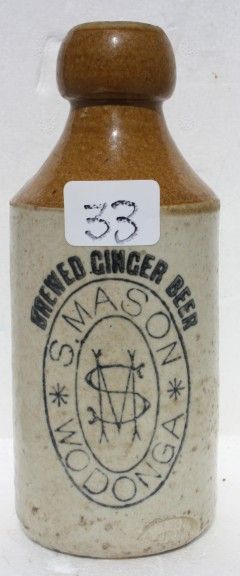 33
BREWED GINGER BEER
* S. MASON *
SM
WODONGA